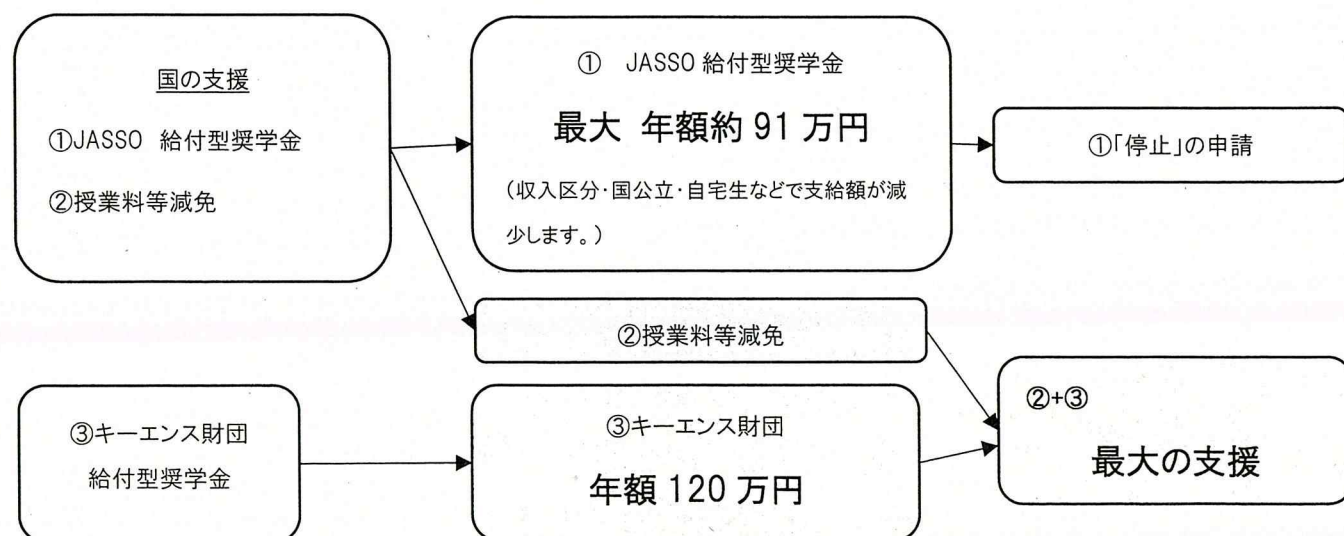 国の支援
①JASSO 給付型奨学金
②授業料等減免
① JASSO 給付型奨学金
最大 年額約 91 万円
(収入区分・国公立・自宅生などで支給額が減
少します。)
①「停止」の申請
②授業料等減免
③キーエンス財団
給付型奨学金
③キーエンス財団
年額 120 万円
②+③
最大の支援